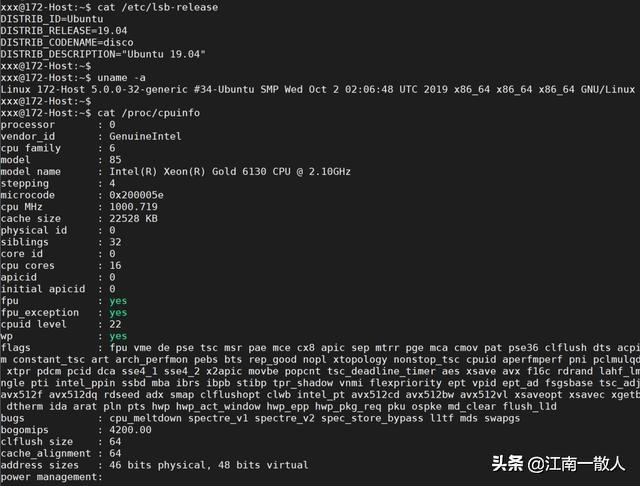 xxx@172-Host:~$ cat /etc/lsb-release
DISTRIB_ID=Ubuntu
DISTRIB_RELEASE=19.04
DISTRIB_CODENAME=disco
DISTRIB_DESCRIPTION="Ubuntu 19.04"
xxx@172-Host:~$
xxx@172-Host:~$ uname -a
Linux 172-Host 5.0.0-32-generic #34-Ubuntu SMP Wed Oct 2 02:06:48 UTC 2019 x86_64 x86_64 x86_64 GNU/Linux
xxx@172-Host:~$
xxx@172-Host:~$ cat /proc/cpuinfo
processor : 0
vendor_id : GenuineIntel
cpu family : 6
model : 85
model name : Intel(R) Xeon(R) Gold 6130 CPU @ 2.10GHz
stepping : 4
microcode : 0x200005e
cpu MHz : 1000.719
cache size : 22528 KB
physical id : 0
siblings : 32
core id : 0
cpu cores : 16
apicid : 0
initial apicid : 0
fpu : yes
fpu_exception : yes
cpuid level : 22
wp : yes
flags : fpu vme de pse tsc msr pae mce cx8 apic sep mtrr pge mca cmov pat pse36 clflush dts acpi
m constant_tsc art arch_perfmon pebs bts rep_good nopl xtopology nonstop_tsc cpuid aperfmperf pni pclmulqd
xtpr pdcm pcid dca sse4_1 sse4_2 x2apic movbe popcnt tsc_deadline_timer aes xsave avx f16c rdrand lahf_lm
ngle pti intel_ppin ssbd mba ibrs ibpb stibp tpr_shadow vnmi flexpriority ept vpid ept_ad fsgsbase tsc_adj
avx512f avx512dq rdseed adx smap clflushopt clwb intel_pt avx512cd avx512bw avx512vl xsaveopt xsavec xgetb
dtherm ida arat pln pts hwp hwp_act_window hwp_epp hwp_pkg_req pku ospke md_clear flush_l1d
bugs : cpu_meltdown spectre_v1 spectre_v2 spec_store_bypass l1tf mds swapgs
bogomips : 4200.00
clflush size : 64
cache_alignment : 64
address sizes : 46 bits physical, 48 bits virtual
power management:
头条 @江南一散人